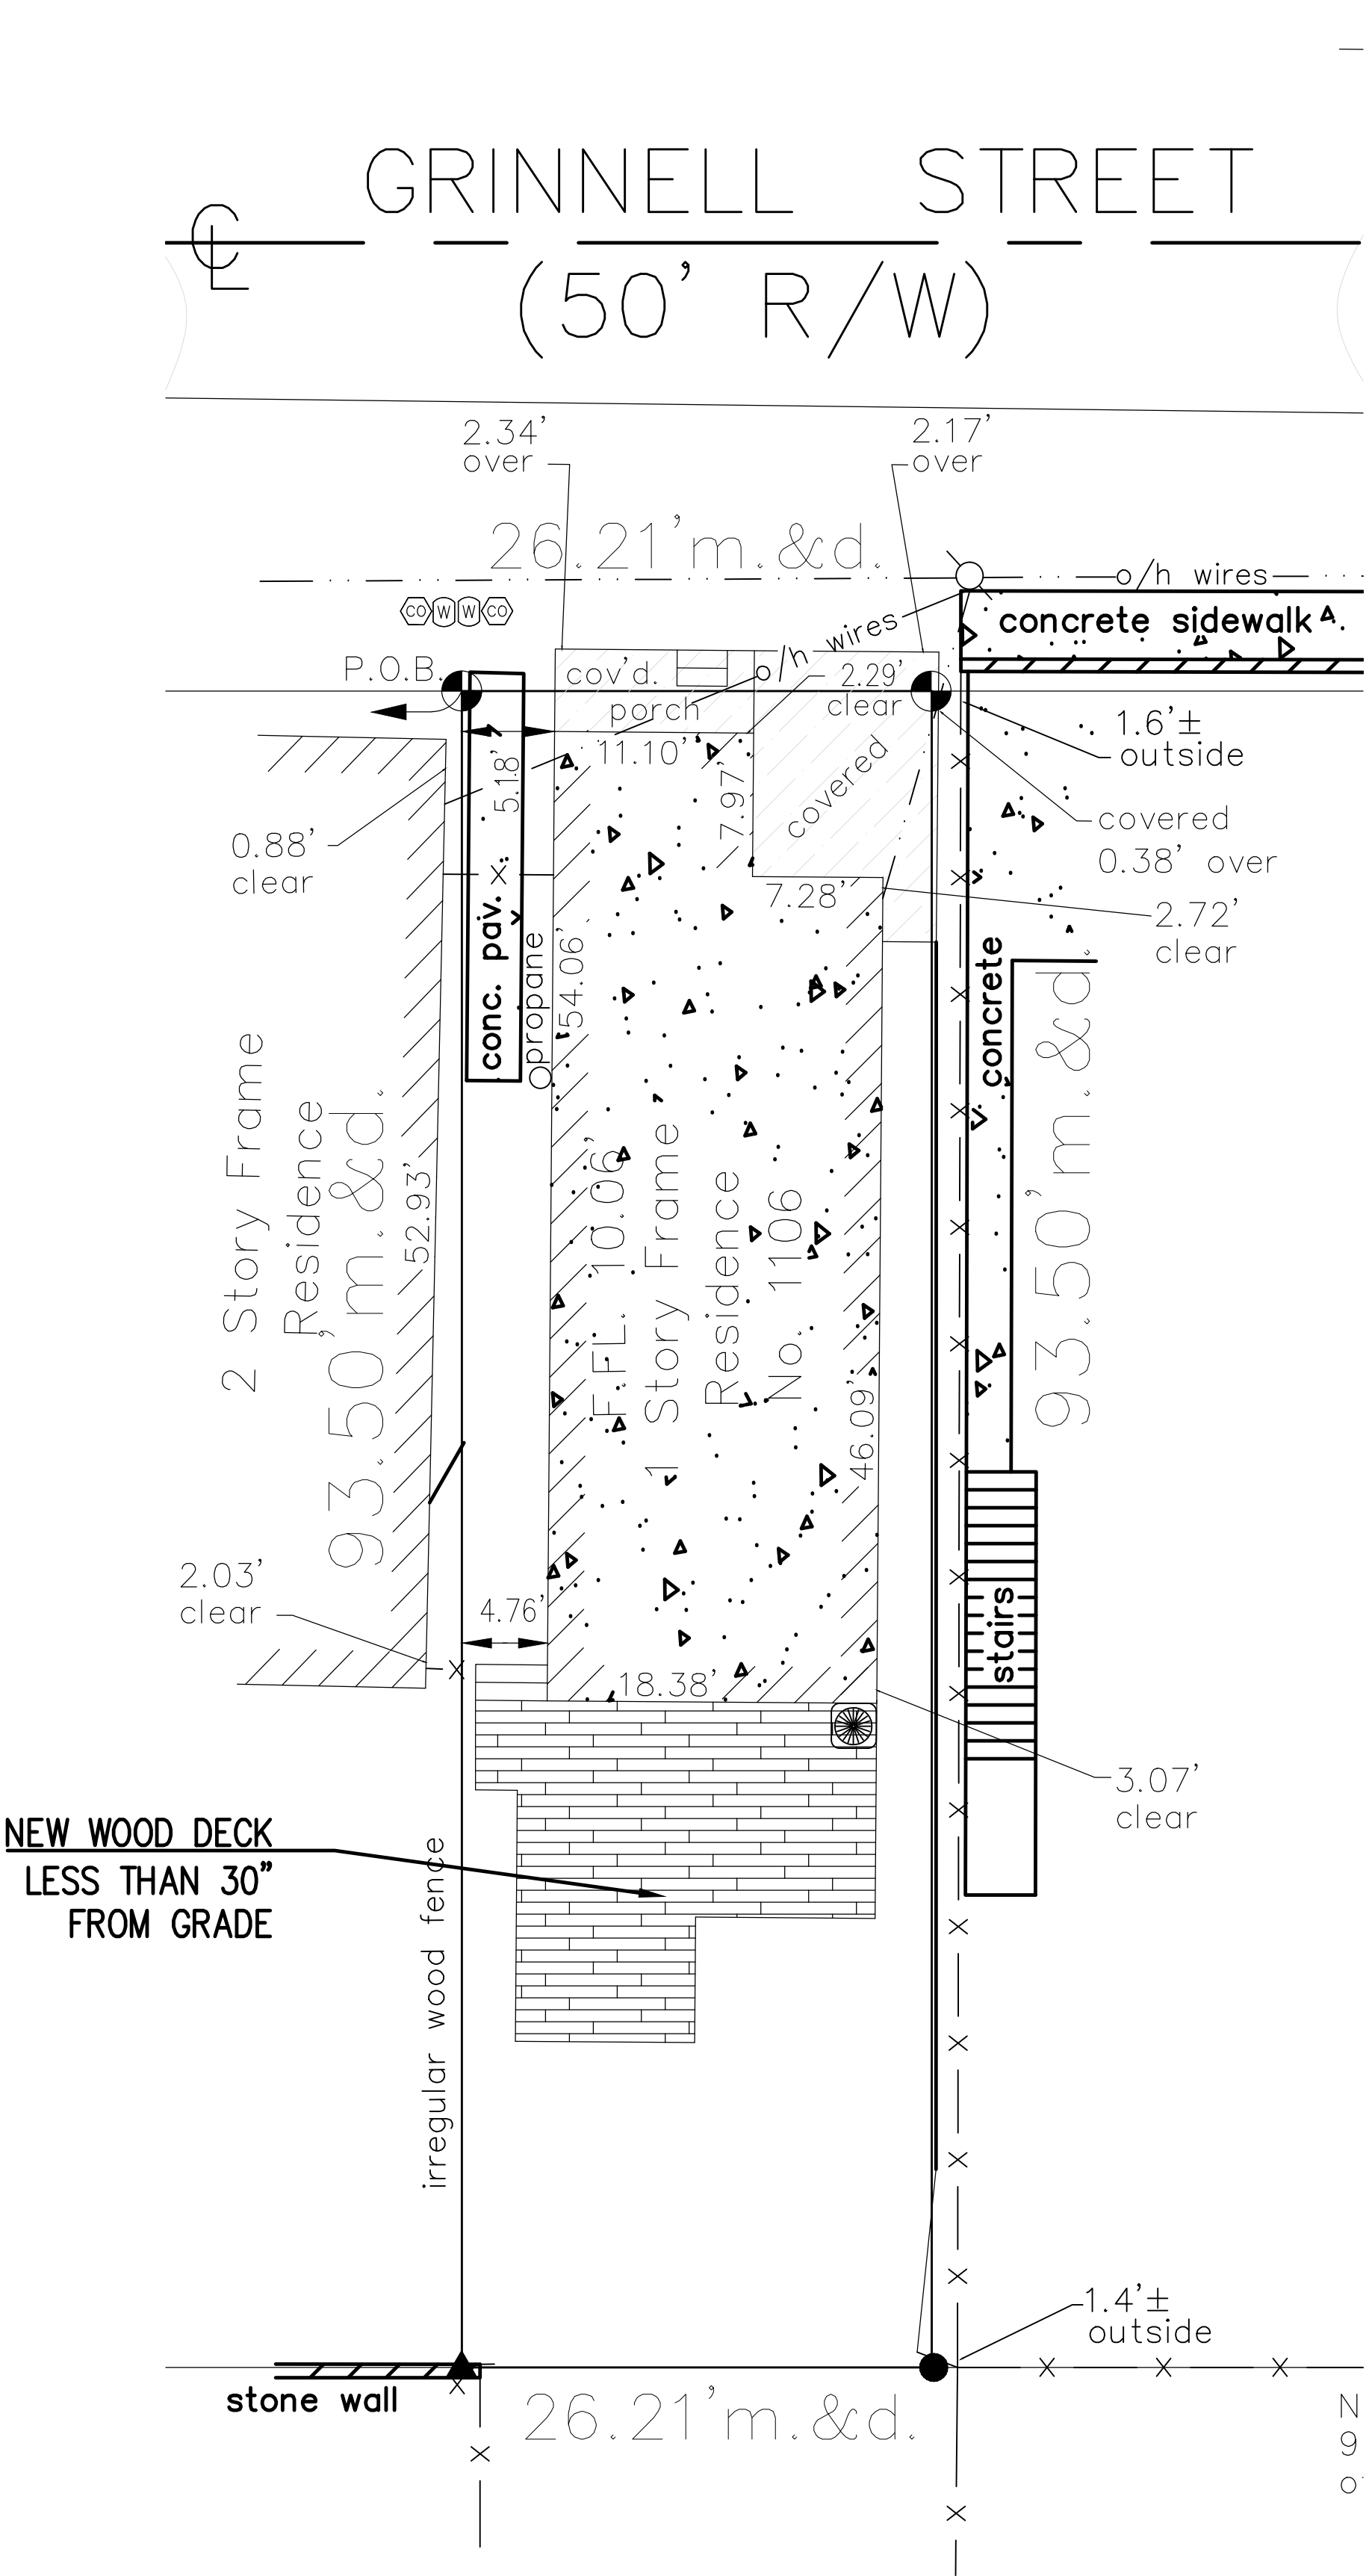 GRINNELL STREET
CL
(50' R/W)
2.34'
over
2.17'
over
26.21'm.&d.
o/h wires
CO W W CO
concrete sidewalk
P.O.B.
cov'd.
porch
o/h wires
2.29'
clear
11.10'
1.6'±
outside
5.18'
7.97'
covered
0.88'
clear
covered
0.38' over
7.28'
2.72'
clear
conc. pav.
propane
54.06'
concrete
2 Story Frame
Residence
93.50'm.&d.
52.93'
F.FL. 10.06'
1 Story Frame
Residence
No. 1106
46.09'
93.50'm.&d.
2.03'
clear
4.76'
stairs
18.38'
3.07'
clear
NEW WOOD DECK
LESS THAN 30"
FROM GRADE
irregular wood fence
1.4'±
outside
stone wall
26.21'm.&d.
N
9